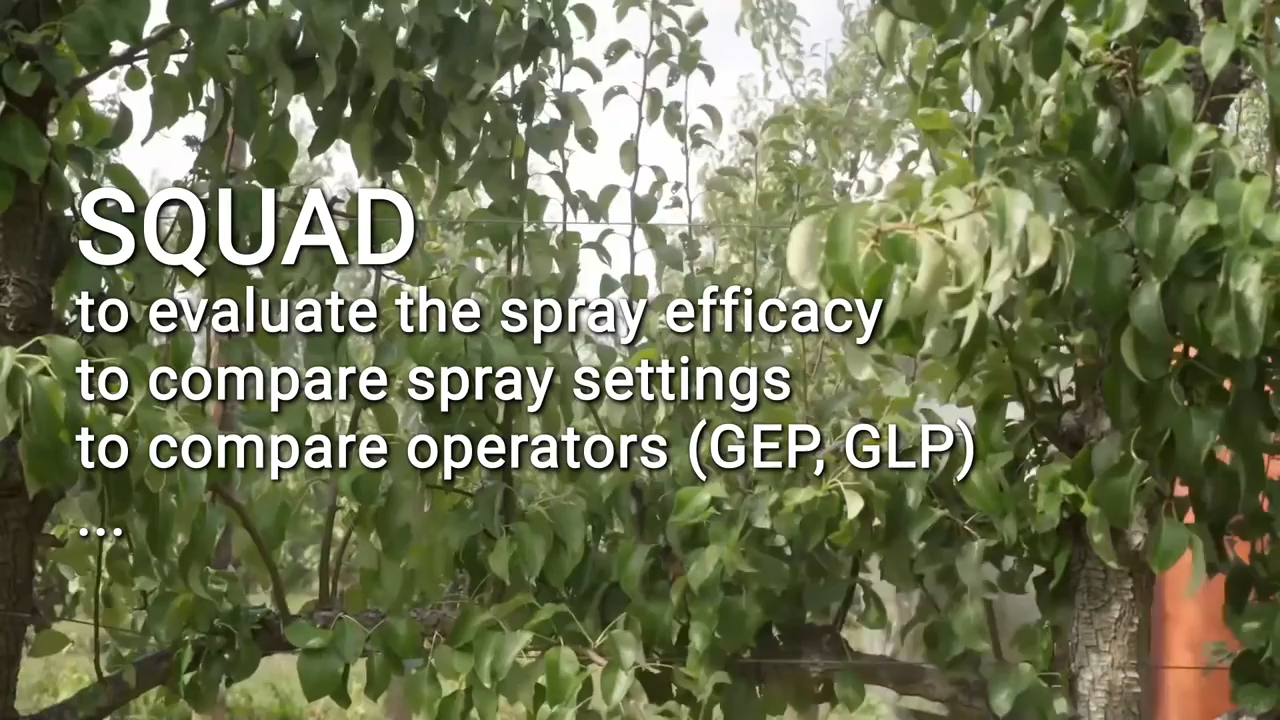 SQUAD
to evaluate the spray efficacy
to compare spray settings
to compare operators (GEP, GLP)
...